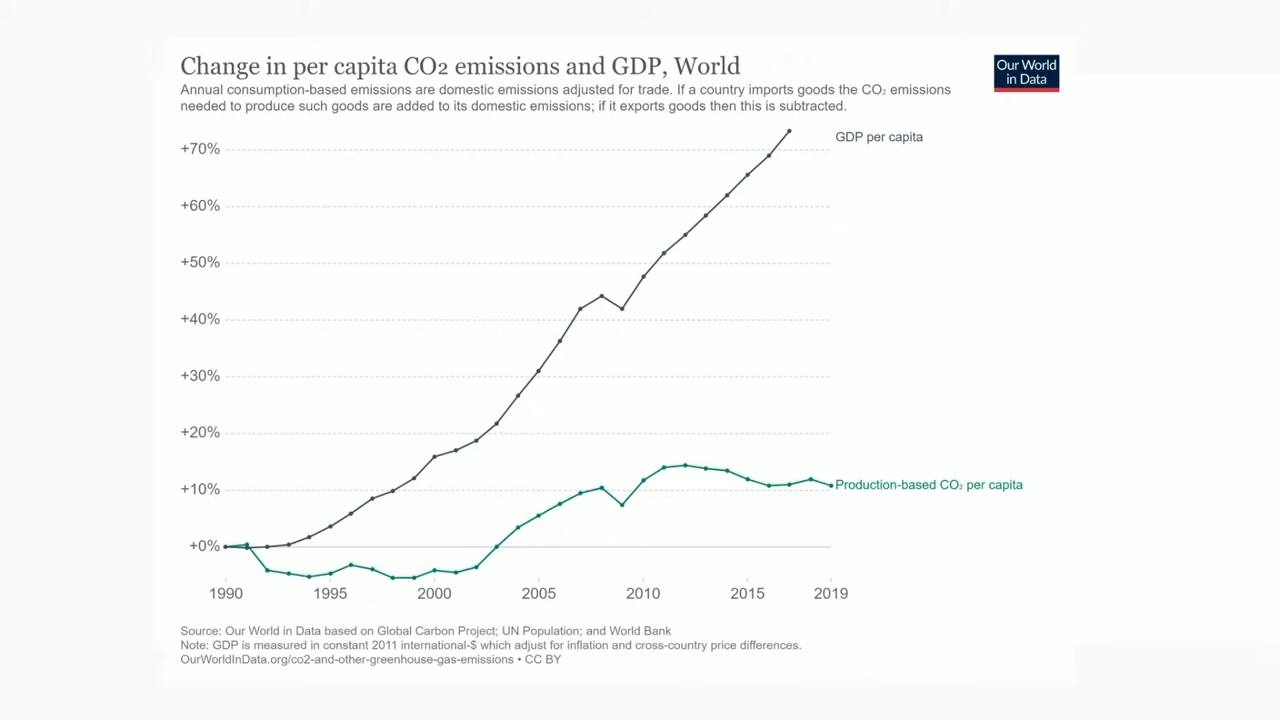 Change in per capita CO2 emissions and GDP, World
Our World
in Data
Annual consumption-based emissions are domestic emissions adjusted for trade. If a country imports goods the CO₂ emissions
needed to produce such goods are added to its domestic emissions; if it exports goods then this is subtracted.
GDP per capita
+70%
+60%
+50%
+40%
+30%
+20%
+10%
Production-based CO₂ per capita
+0%
1990 1995 2000 2005 2010 2015 2019
Source: Our World in Data based on Global Carbon Project; UN Population; and World Bank
Note: GDP is measured in constant 2011 international-$ which adjust for inflation and cross-country price differences.
OurWorldInData.org/co2-and-other-greenhouse-gas-emissions • CC BY